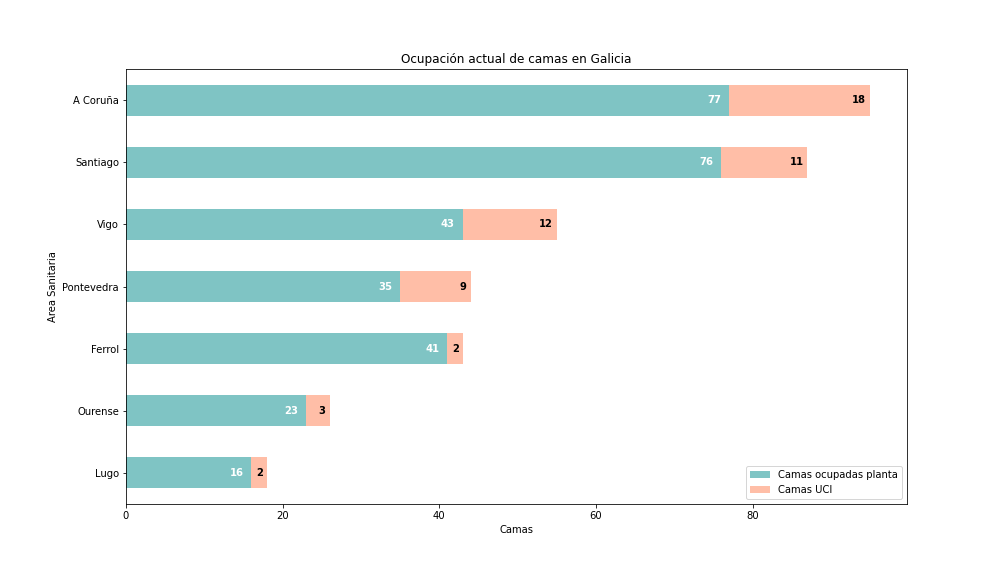 Ocupación actual de camas en Galicia
A Coruña 77 18
Santiago 76 11
Vigo 43 12
Pontevedra 35 9
Ferrol 41 2
Ourense 23 3
Lugo 16 2
Area Sanitaria
Camas ocupadas planta
Camas UCI
0 20 40 60 80
Camas